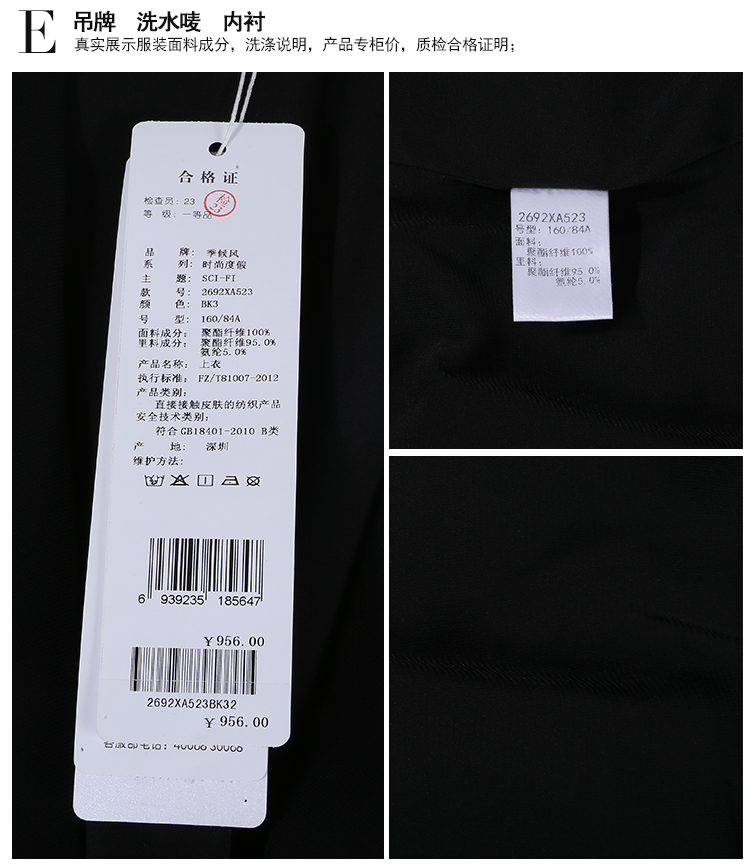 E
吊牌 洗水唛 内衬
真实展示服装面料成分，洗涤说明，产品专柜价，质检合格证明；
合格证
检查员：23
检 23
等 级：一等品
品 牌：季候风
系 列：时尚度假
主 题：SCI-FI
款 号：2692XA523
颜 色：BK3
号 型：160/84A
面料成分：聚酯纤维100%
里料成分：聚酯纤维95.0%
氨纶5.0%
产品名称：上衣
执行标准：FZ/T81007-2012
产品类别：
直接接触皮肤的纺织产品
安全技术类别：
符合GB18401-2010 B类
产 地：深圳
维护方法：
6 939235 185647
￥956.00
2692XA523BK32
￥956.00
客服部电话：4006630068
2692XA523
号型：160/84A
面料：
聚酯纤维100%
里料：
聚酯纤维95.0%
氨纶5.0%